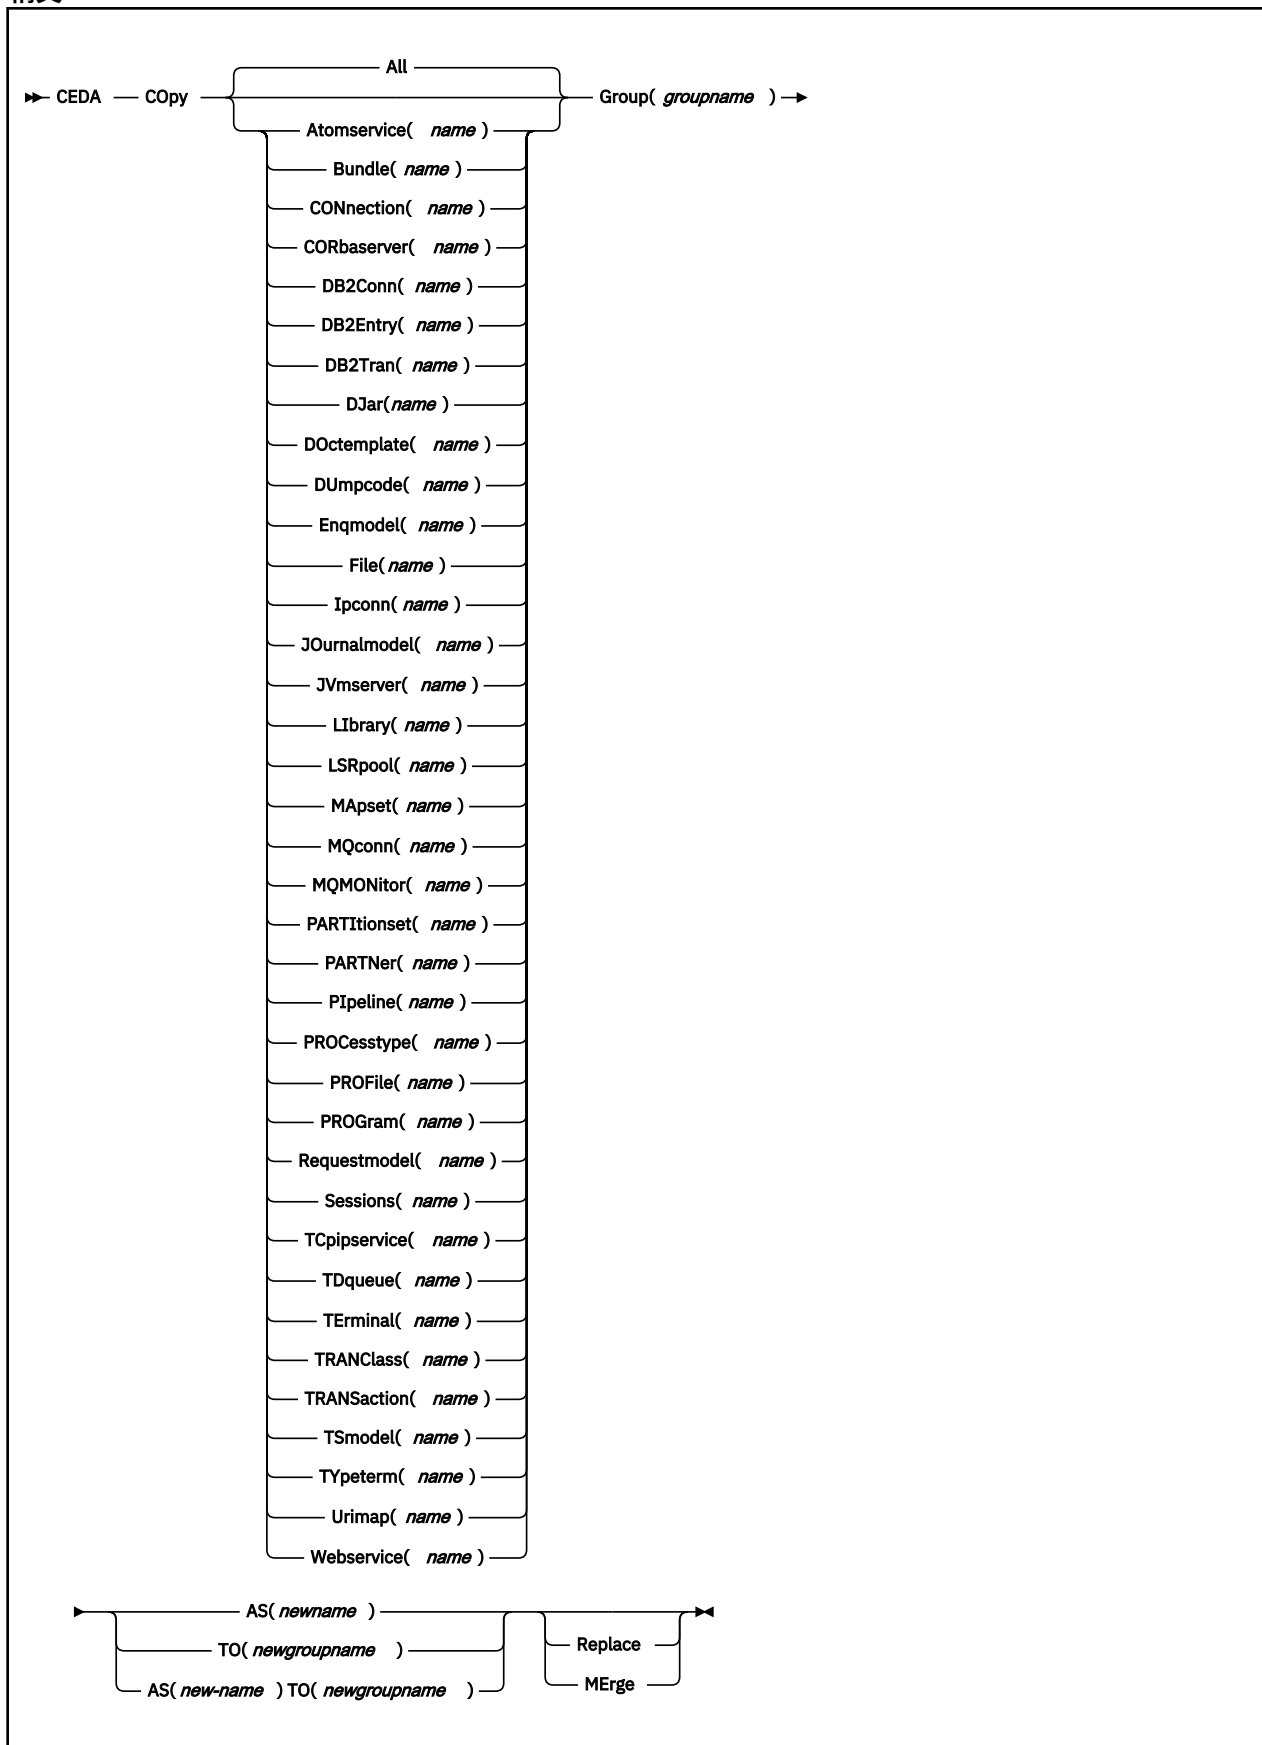 All
CEDA COpy Group( groupname )
Atomservice( name )
Bundle( name )
CONnection( name )
CORbaserver( name )
DB2Conn( name )
DB2Entry( name )
DB2Tran( name )
DJar(name )
DOctemplate( name )
DUmpcode( name )
Enqmodel( name )
File(name )
Ipconn( name )
JOurnalmodel( name )
JVmserver( name )
LIbrary( name )
LSRpool( name )
MApset( name )
MQconn( name )
MQMONitor( name )
PARTItionset( name )
PARTNer( name )
PIpeline( name )
PROCesstype( name )
PROFile( name )
PROGram( name )
Requestmodel( name )
Sessions( name )
TCpipservice( name )
TDqueue( name )
TErminal( name )
TRANClass( name )
TRANSaction( name )
TSmodel( name )
TYpeterm( name )
Urimap( name )
Webservice( name )
AS( newname )
TO( newgroupname )
AS( new-name ) TO( newgroupname )
Replace
MErge